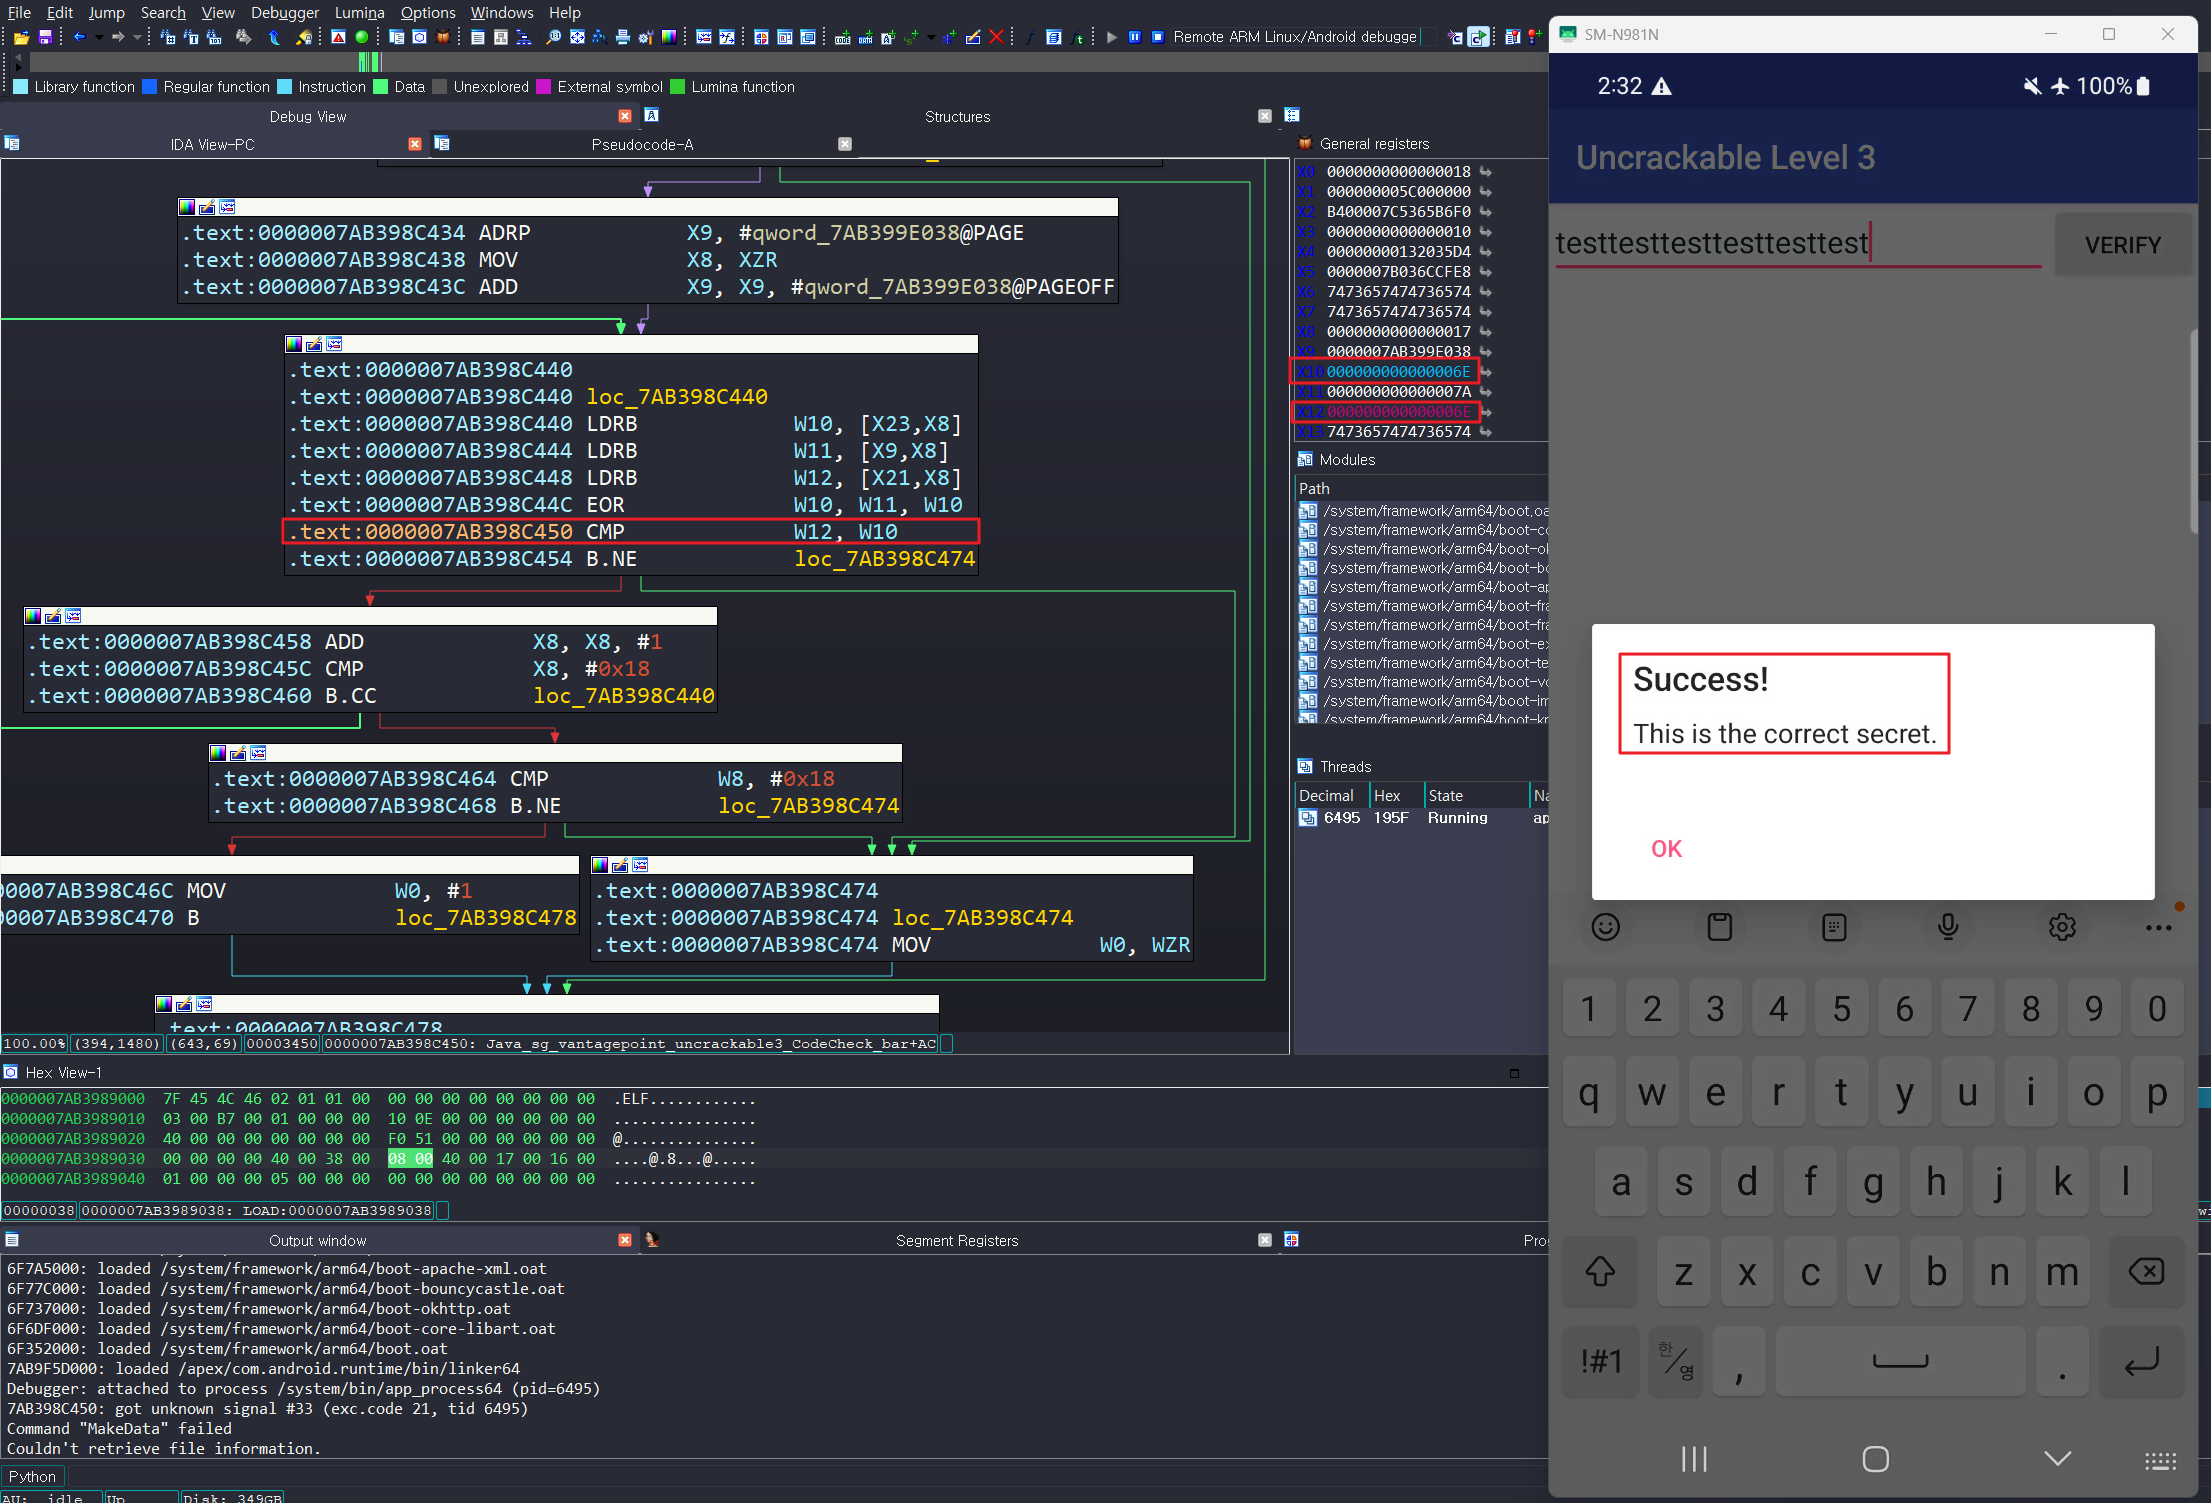 File Edit Jump Search View Debugger Lumina Options Windows Help
Remote ARM Linux/Android debugge
Library function Regular function Instruction Data Unexplored External symbol Lumina function
Debug View
Structures
IDA View-PC
Pseudocode-A
.text:0000007AB398C434 ADRP X9, #qword_7AB399E038@PAGE
.text:0000007AB398C438 MOV X8, XZR
.text:0000007AB398C43C ADD X9, X9, #qword_7AB399E038@PAGEOFF
.text:0000007AB398C440
.text:0000007AB398C440 loc_7AB398C440
.text:0000007AB398C440 LDRB W10, [X23,X8]
.text:0000007AB398C444 LDRB W11, [X9,X8]
.text:0000007AB398C448 LDRB W12, [X21,X8]
.text:0000007AB398C44C EOR W10, W11, W10
.text:0000007AB398C450 CMP W12, W10
.text:0000007AB398C454 B.NE loc_7AB398C474
.text:0000007AB398C458 ADD X8, X8, #1
.text:0000007AB398C45C CMP X8, #0x18
.text:0000007AB398C460 B.CC loc_7AB398C440
.text:0000007AB398C464 CMP W8, #0x18
.text:0000007AB398C468 B.NE loc_7AB398C474
00007AB398C46C MOV W0, #1
00007AB398C470 B loc_7AB398C478
.text:0000007AB398C474
.text:0000007AB398C474 loc_7AB398C474
.text:0000007AB398C474 MOV W0, WZR
.text:0000007AB398C478
100.00% (394,1480) (643,69) 00003450 0000007AB398C450: Java_sg_vantagepoint_uncrackable3_CodeCheck_bar+AC
General registers
X0 0000000000000018
X1 000000005C000000
X2 B400007C5365B6F0
X3 0000000000000010
X4 00000000132035D4
X5 0000007B036CCFE8
X6 7473657474736574
X7 7473657474736574
X8 0000000000000017
X9 0000007AB399E038
X10 000000000000006E
X11 000000000000007A
X12 000000000000006E
X13 7473657474736574
Modules
Path
/system/framework/arm64/boot.oa
/system/framework/arm64/boot-co
/system/framework/arm64/boot-ok
/system/framework/arm64/boot-bo
/system/framework/arm64/boot-ap
/system/framework/arm64/boot-fra
/system/framework/arm64/boot-fra
/system/framework/arm64/boot-ex
/system/framework/arm64/boot-te
/system/framework/arm64/boot-vo
/system/framework/arm64/boot-im
/system/framework/arm64/boot-kn
Threads
Decimal Hex State Na
6495 195F Running ap
Hex View-1
0000007AB3989000 7F 45 4C 46 02 01 01 00 00 00 00 00 00 00 00 00 .ELF............
0000007AB3989010 03 00 B7 00 01 00 00 00 10 0E 00 00 00 00 00 00 ................
0000007AB3989020 40 00 00 00 00 00 00 00 F0 51 00 00 00 00 00 00 @...............
0000007AB3989030 00 00 00 00 40 00 38 00 08 00 40 00 17 00 16 00 ....@.8...@.....
0000007AB3989040 01 00 00 00 05 00 00 00 00 00 00 00 00 00 00 00 ................
00000038 0000007AB3989038: LOAD:0000007AB3989038
Output window
Segment Registers
Prog
6F7A5000: loaded /system/framework/arm64/boot-apache-xml.oat
6F77C000: loaded /system/framework/arm64/boot-bouncycastle.oat
6F737000: loaded /system/framework/arm64/boot-okhttp.oat
6F6DF000: loaded /system/framework/arm64/boot-core-libart.oat
6F352000: loaded /system/framework/arm64/boot.oat
7AB9F5D000: loaded /apex/com.android.runtime/bin/linker64
Debugger: attached to process /system/bin/app_process64 (pid=6495)
7AB398C450: got unknown signal #33 (exc.code 21, tid 6495)
Command "MakeData" failed
Couldn't retrieve file information.
Python
AU: idle Up Disk: 349GB
SM-N981N
2:32 100%
Uncrackable Level 3
testtesttesttesttesttest
VERIFY
Success!
This is the correct secret.
OK
1 2 3 4 5 6 7 8 9 0
q w e r t y u i o p
a s d f g h j k l
z x c v b n m
!#1 한/영 , .